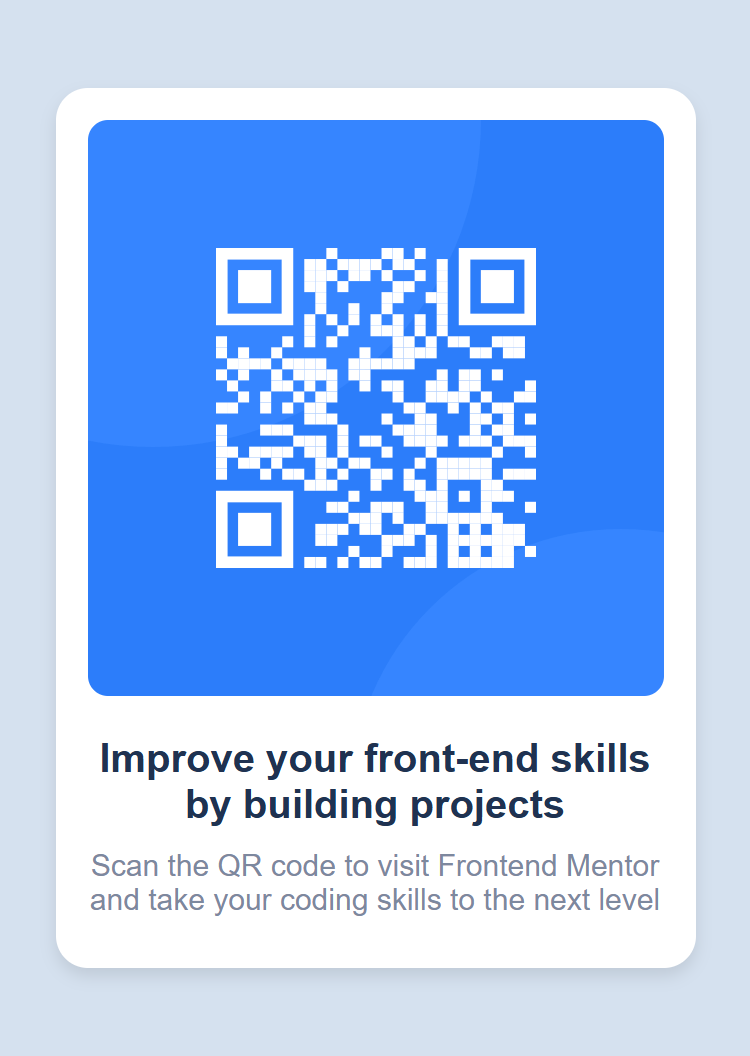 Improve your front-end skills
by building projects
Scan the QR code to visit Frontend Mentor
and take your coding skills to the next level